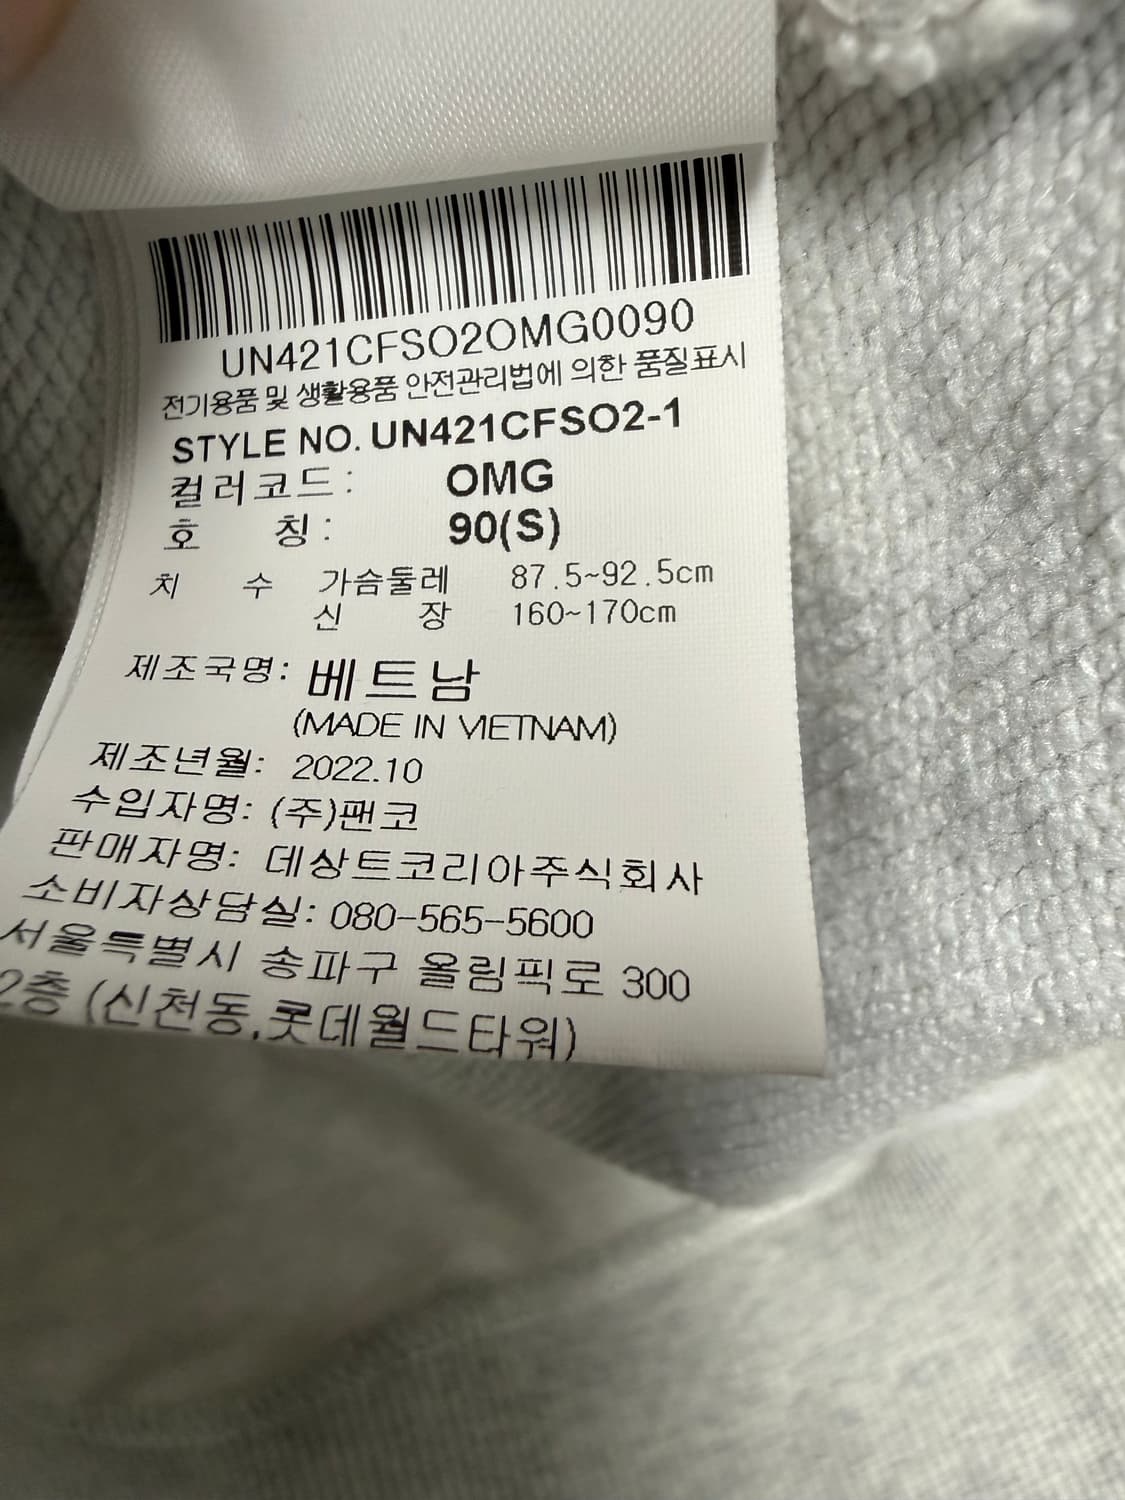 UN421CFSO2OMG0090
전기용품 및 생활용품 안전관리법에 의한 품질표시
STYLE NO. UN421CFSO2-1
컬러코드 : OMG
호 칭 : 90(S)
치 수 가슴둘레 87.5~92.5cm
신 장 160~170cm
제조국명: 베트남
(MADE IN VIETNAM)
제조년월: 2022.10
수입자명: (주)팬코
판매자명: 데상트코리아주식회사
소비자상담실: 080-565-5600
서울특별시 송파구 올림픽로 300
2층 (신천동,롯데월드타워)